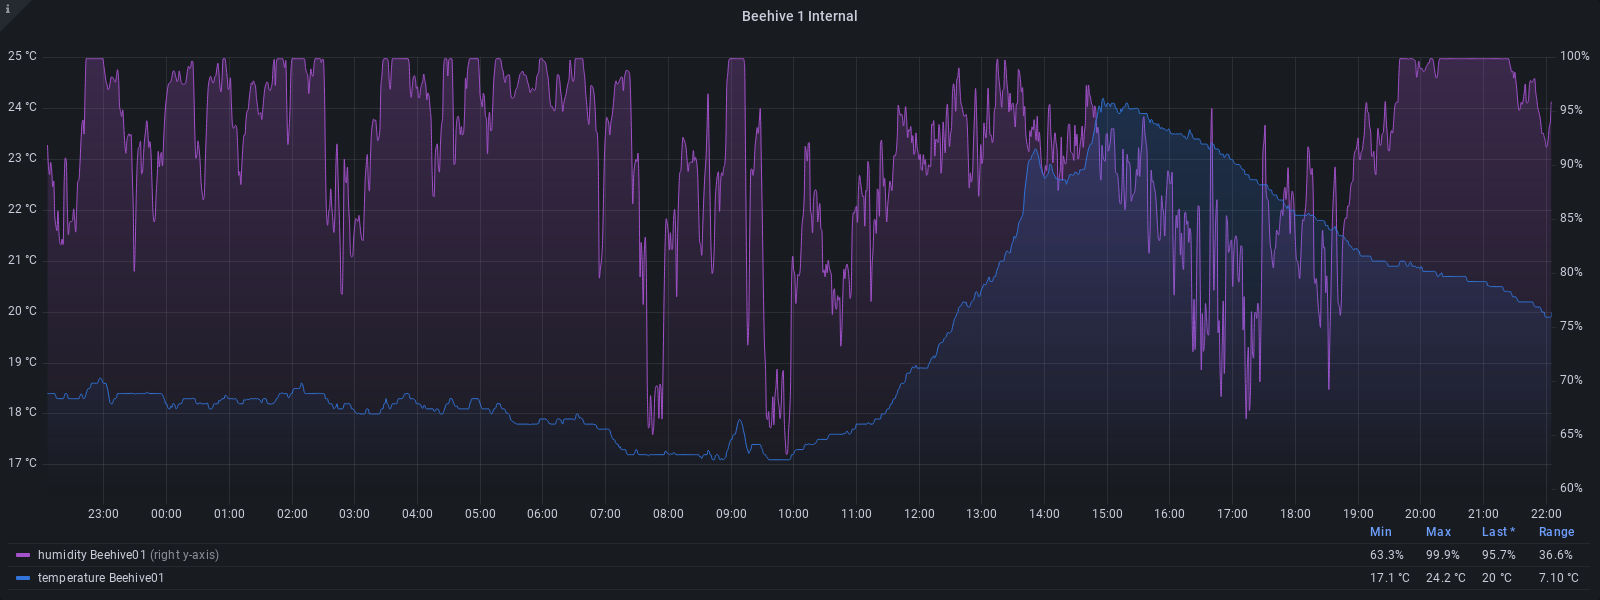 i
Beehive 1 Internal
25 °C 100%
24 °C 95%
23 °C 90%
22 °C 85%
21 °C 80%
20 °C 75%
19 °C 70%
18 °C 65%
17 °C 60%
23:00 00:00 01:00 02:00 03:00 04:00 05:00 06:00 07:00 08:00 09:00 10:00 11:00 12:00 13:00 14:00 15:00 16:00 17:00 18:00 19:00 20:00 21:00 22:00
Min Max Last * Range
humidity Beehive01 (right y-axis) 63.3% 99.9% 95.7% 36.6%
temperature Beehive01 17.1 °C 24.2 °C 20 °C 7.10 °C